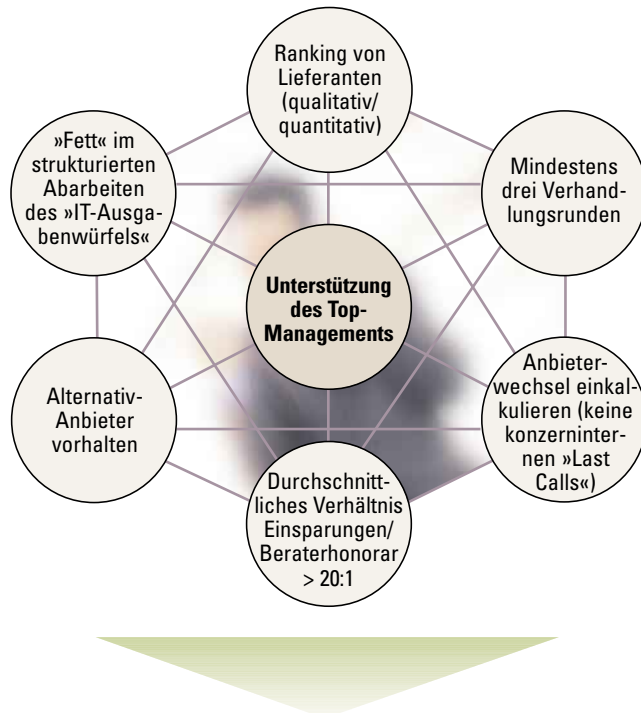 Ranking von
Lieferanten
(qualitativ/
quantitativ)
»Fett« im
strukturierten
Abarbeiten
des »IT-Ausga-
benwürfels«
Mindestens
drei Verhand-
lungsrunden
Unterstützung
des Top-
Managements
Alternativ-
Anbieter
vorhalten
Anbieter-
wechsel einkal-
kulieren (keine
konzerninter-
nen »Last
Calls«)
Durchschnitt-
liches Verhältnis
Einsparungen/
Beraterhonorar
> 20:1